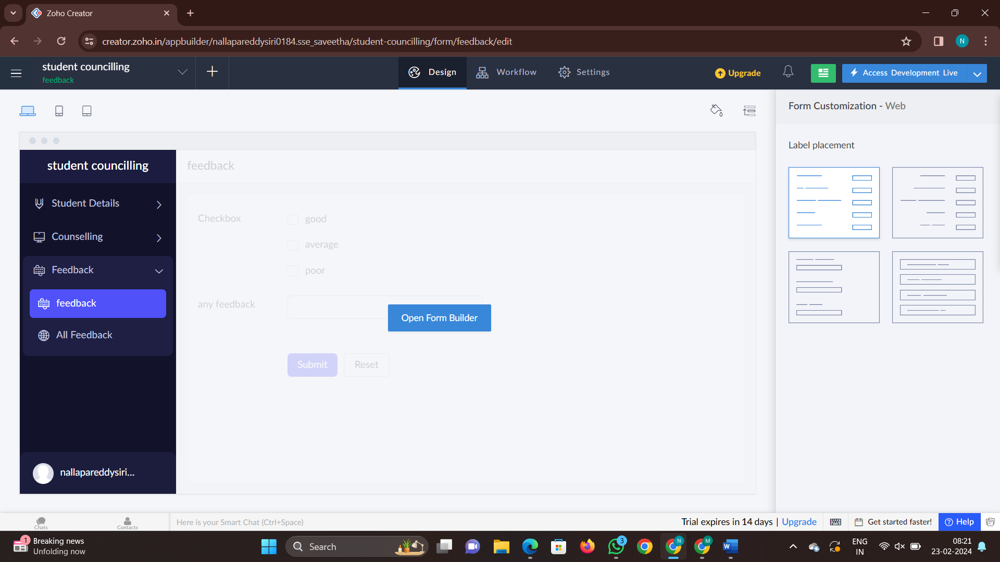 Zoho Creator
creator.zoho.in/appbuilder/nallapareddysiri0184.sse_saveetha/student-councilling/form/feedback/edit
N
student councilling
feedback
Design
Workflow
Settings
Upgrade
Access Development Live
Form Customization - Web
Label placement
student councilling
Student Details
Counselling
Feedback
feedback
All Feedback
nallapareddysiri...
feedback
Checkbox
good
average
poor
any feedback
Open Form Builder
Submit
Reset
Chats
Contacts
Here is your Smart Chat (Ctrl+Space)
Trial expires in 14 days | Upgrade
Get started faster!
Help
1
Breaking news
Unfolding now
Search
3
N
M
W
ENG
IN
08:21
23-02-2024